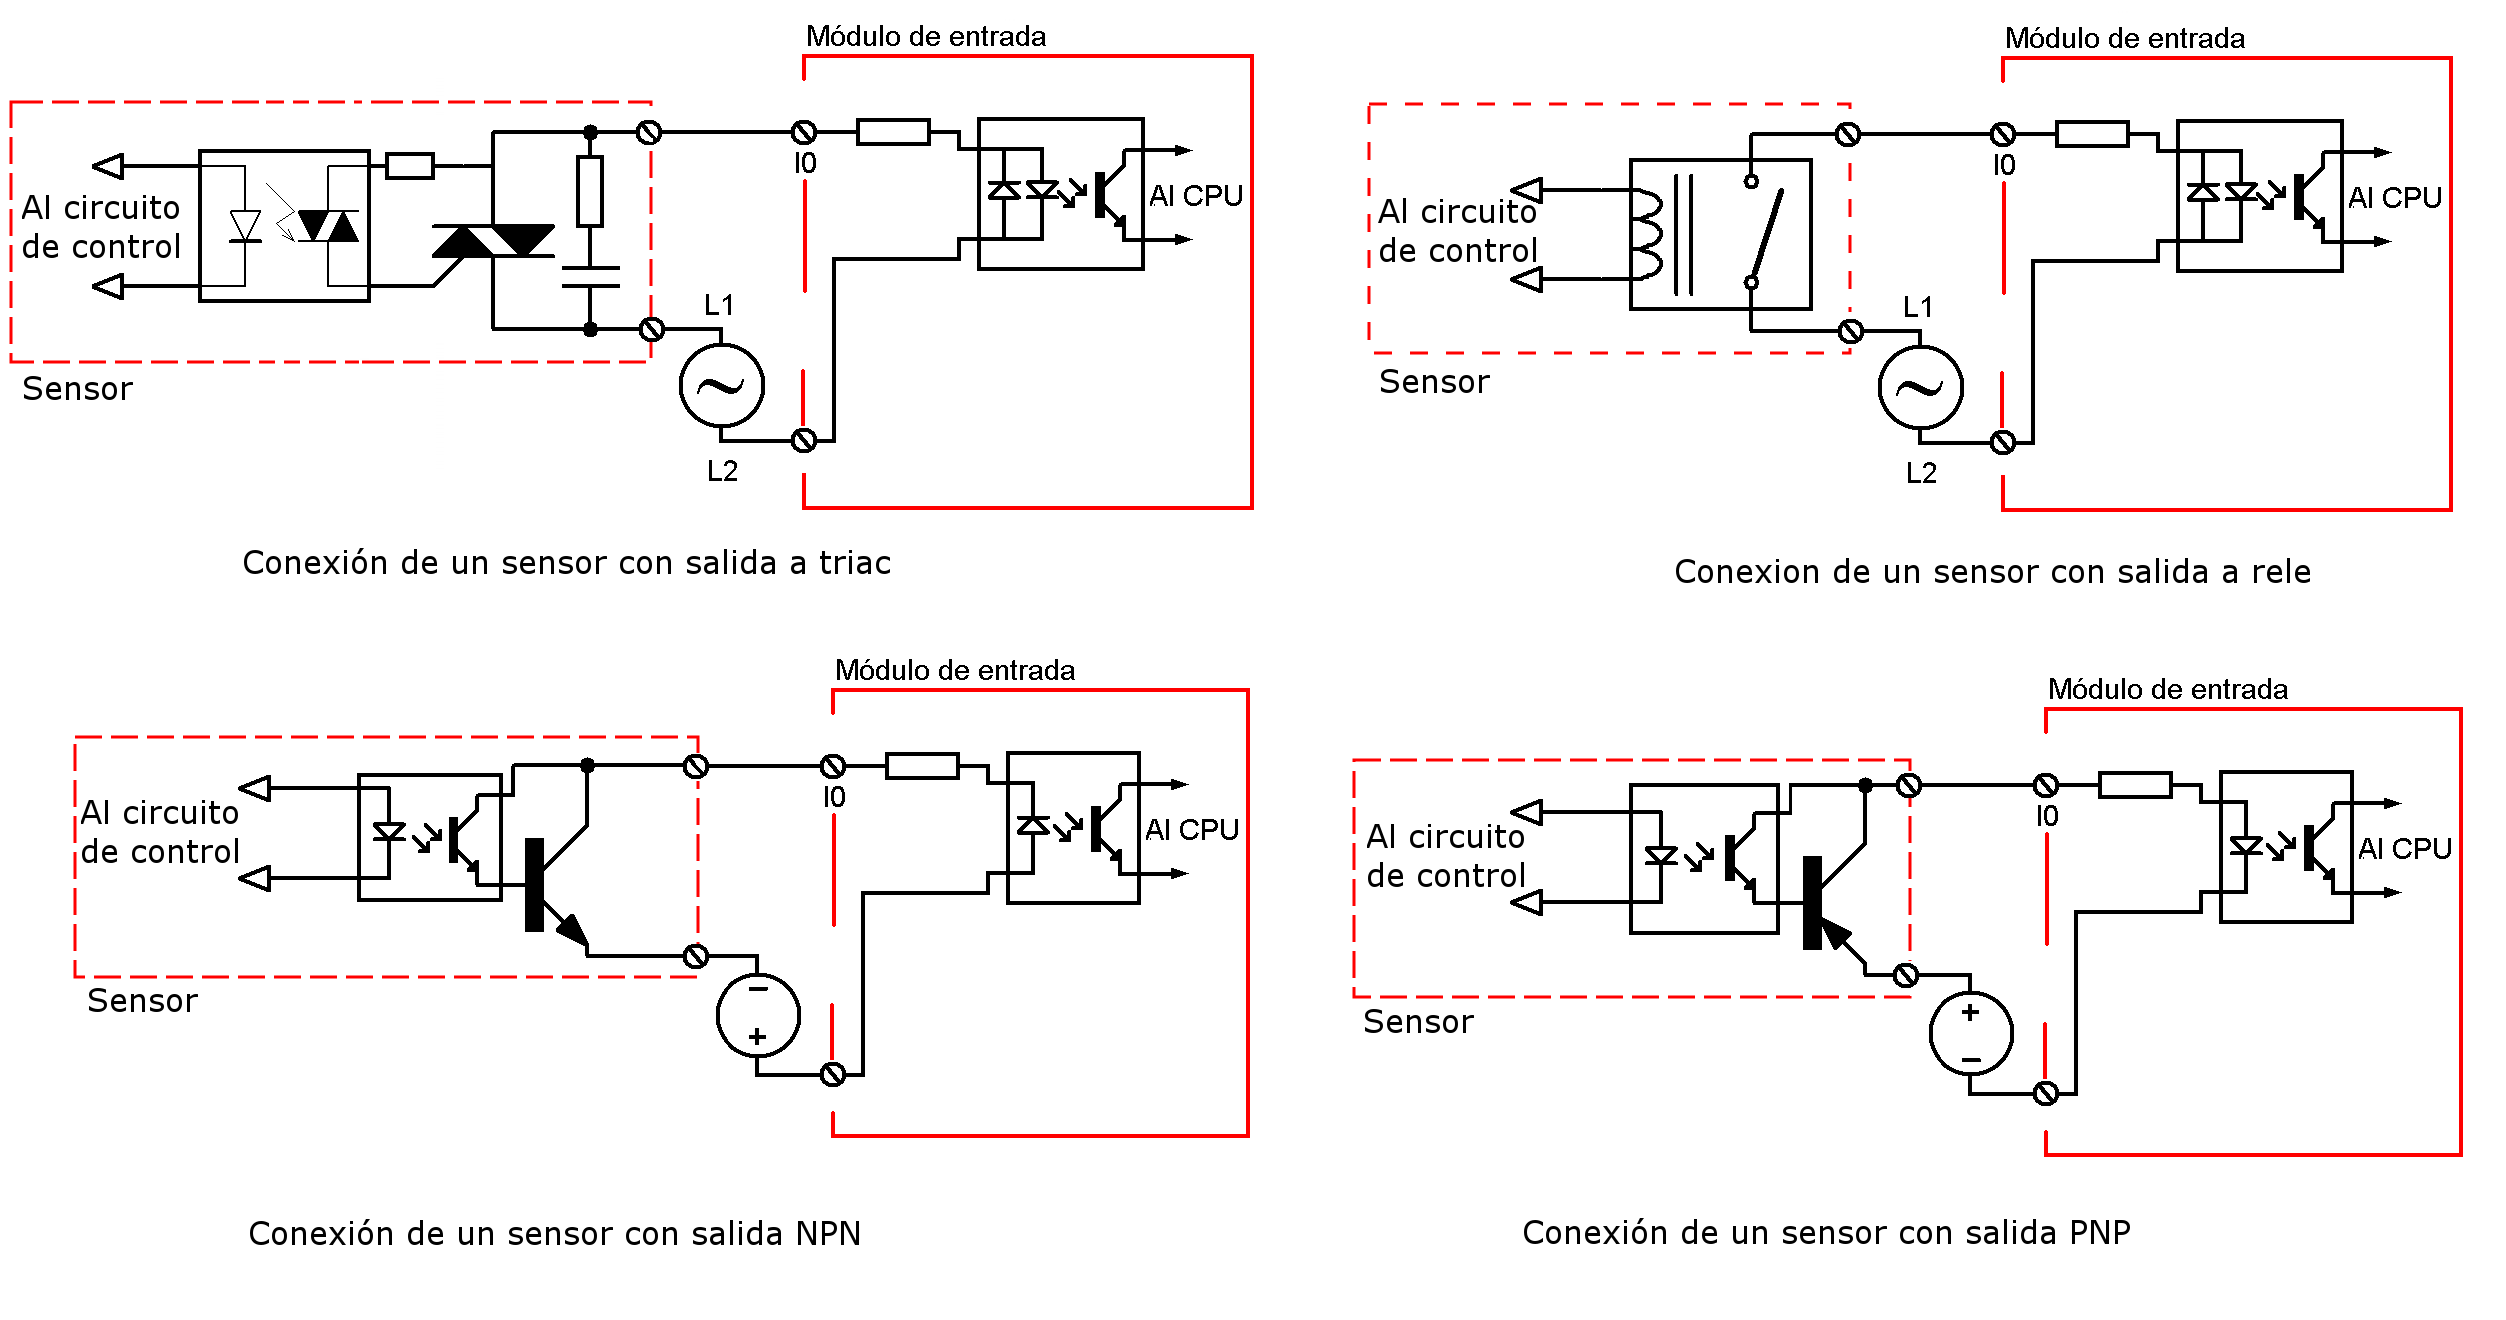 Módulo de entrada
I0
Al circuito
de control
Al CPU
L1
Sensor
L2
Conexión de un sensor con salida a triac
Módulo de entrada
I0
Al circuito
de control
Al CPU
L1
Sensor
L2
Conexion de un sensor con salida a rele
Módulo de entrada
I0
Al circuito
de control
Al CPU
Sensor
−
+
Conexión de un sensor con salida NPN
Módulo de entrada
I0
Al circuito
de control
Al CPU
Sensor
+
−
Conexión de un sensor con salida PNP